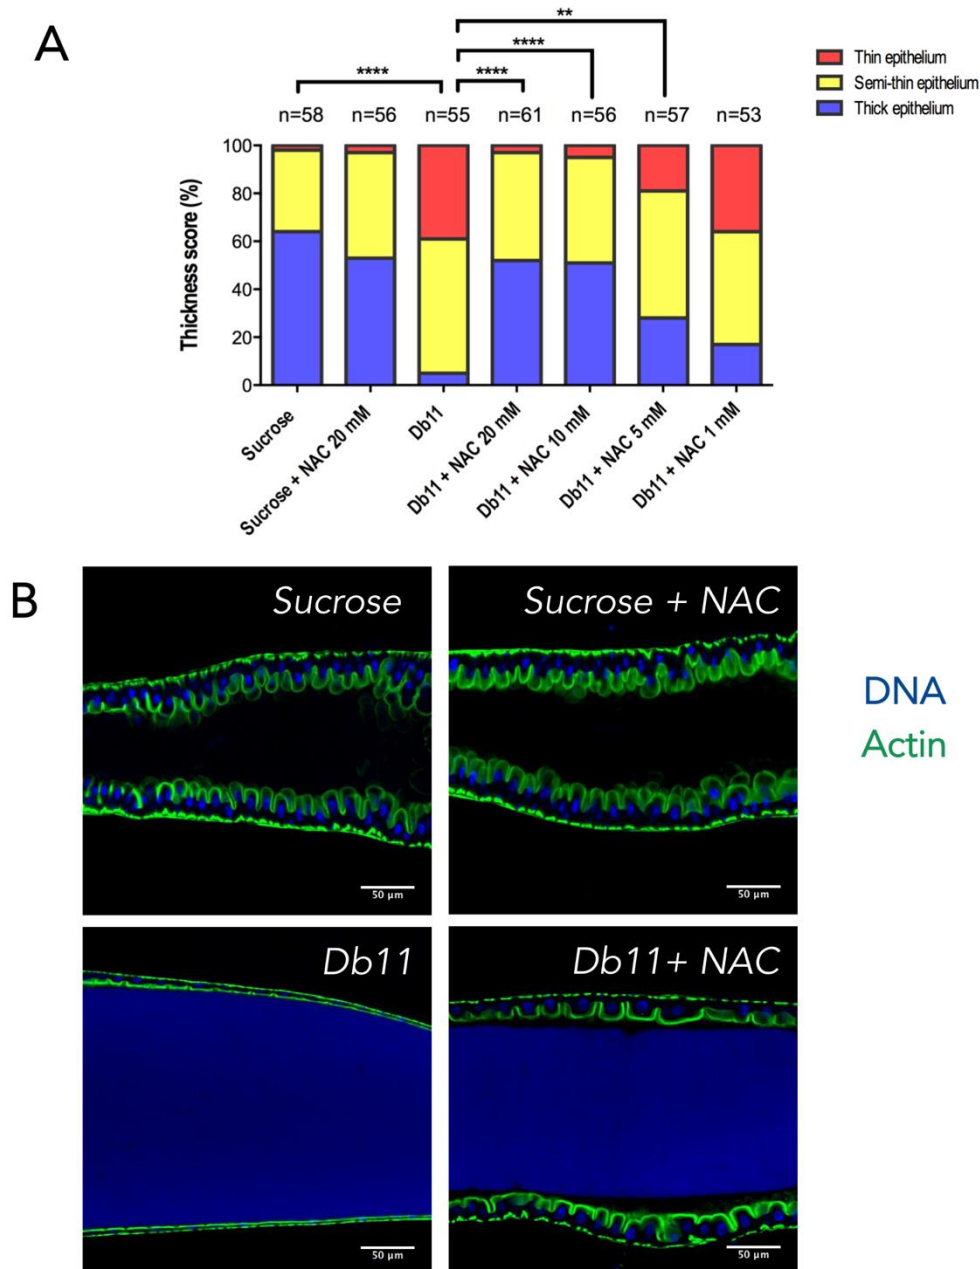 A
**
****
****
****
n=58 n=56 n=55 n=61 n=56 n=57 n=53
Thin epithelium
Semi-thin epithelium
Thick epithelium
Thickness score (%)
100
80
60
40
20
0
Sucrose
Sucrose + NAC 20 mM
Db11
Db11 + NAC 20 mM
Db11 + NAC 10 mM
Db11 + NAC 5 mM
Db11 + NAC 1 mM
B
Sucrose
50 µm
Sucrose + NAC
50 µm
DNA
Actin
Db11
50 µm
Db11+ NAC
50 µm